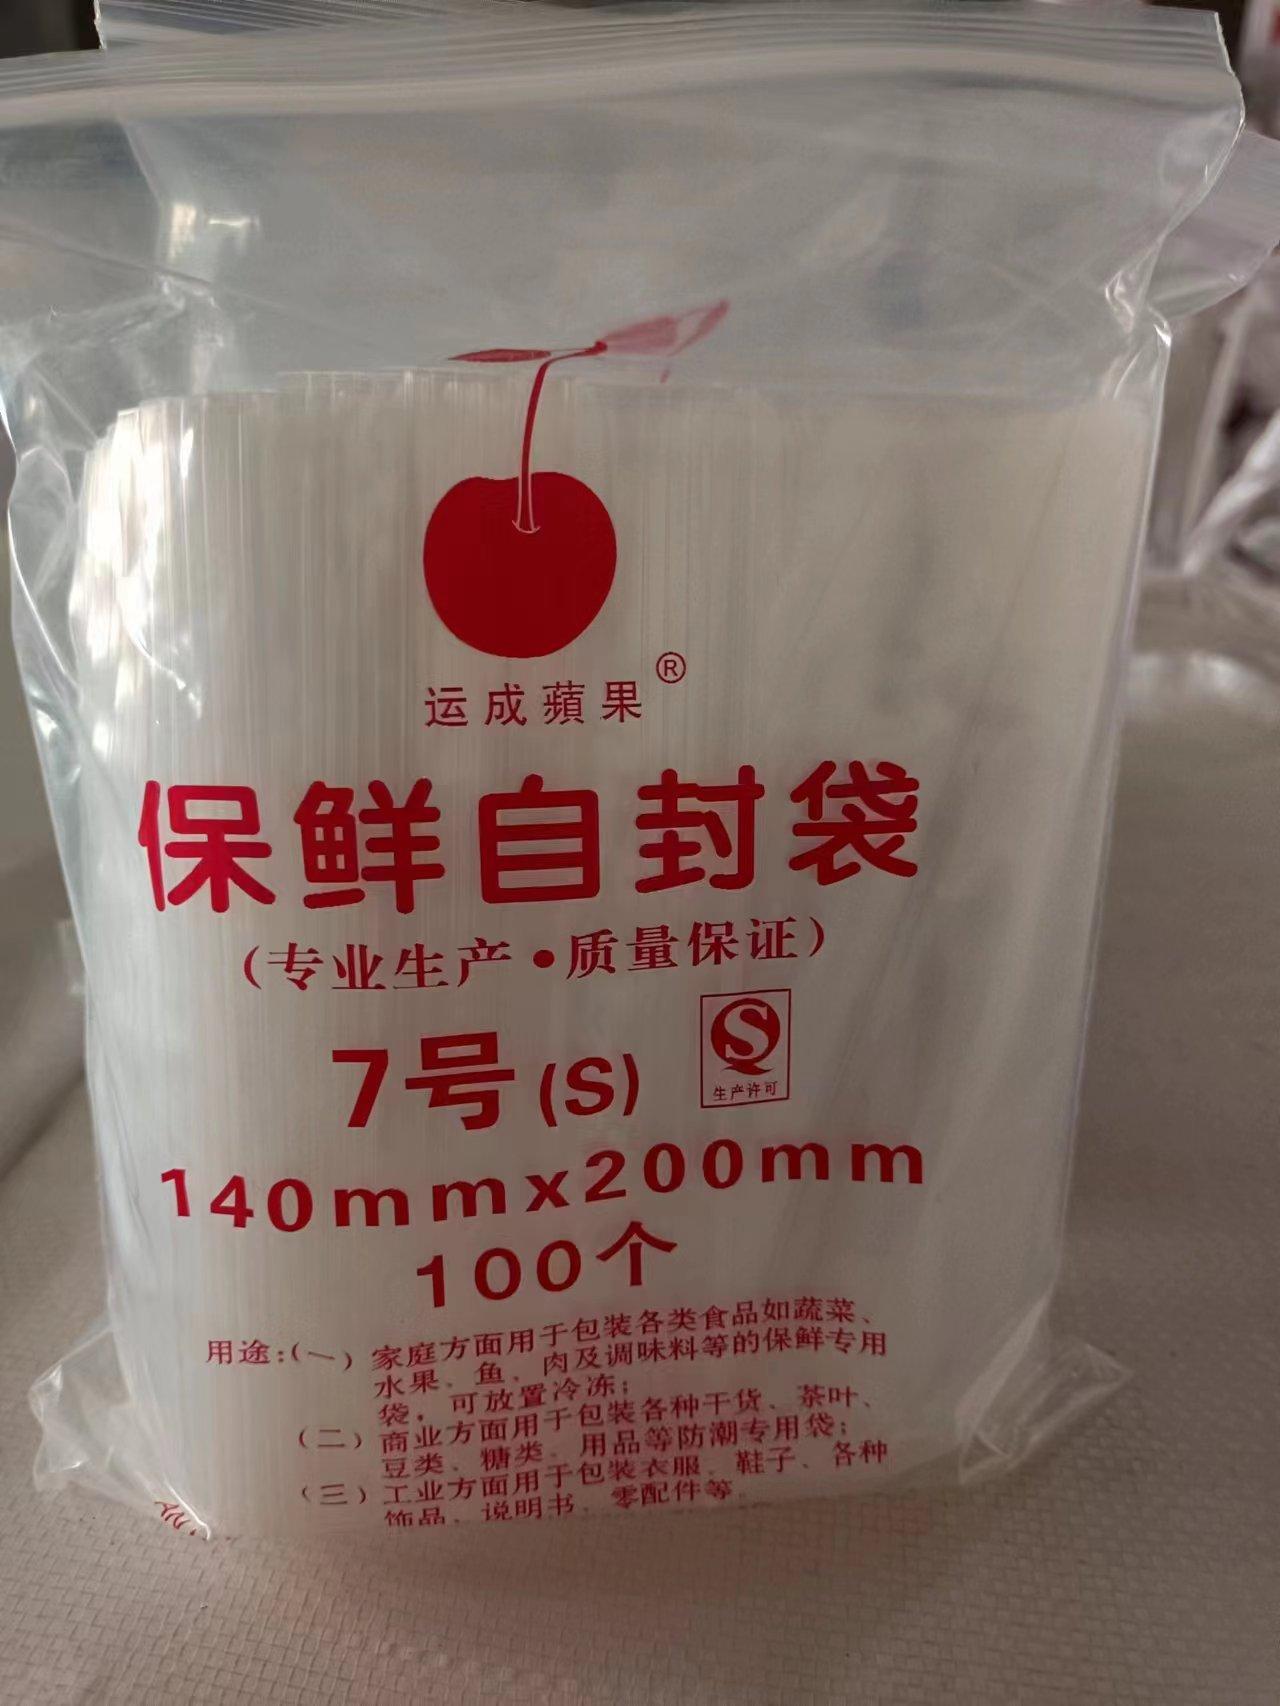 运成蘋果®
保鲜自封袋
（专业生产·质量保证）
7号(S)
生产许可
140mmx200mm
100个
用途:(一) 家庭方面用于包装各类食品如蔬菜、
水果、鱼、肉及调味料等的保鲜专用
袋，可放置冷冻；
(二) 商业方面用于包装各种干货、茶叶、
豆类、糖类、用品等防潮专用袋；
(三) 工业方面用于包装衣服、鞋子、各种
饰品、说明书、零配件等。